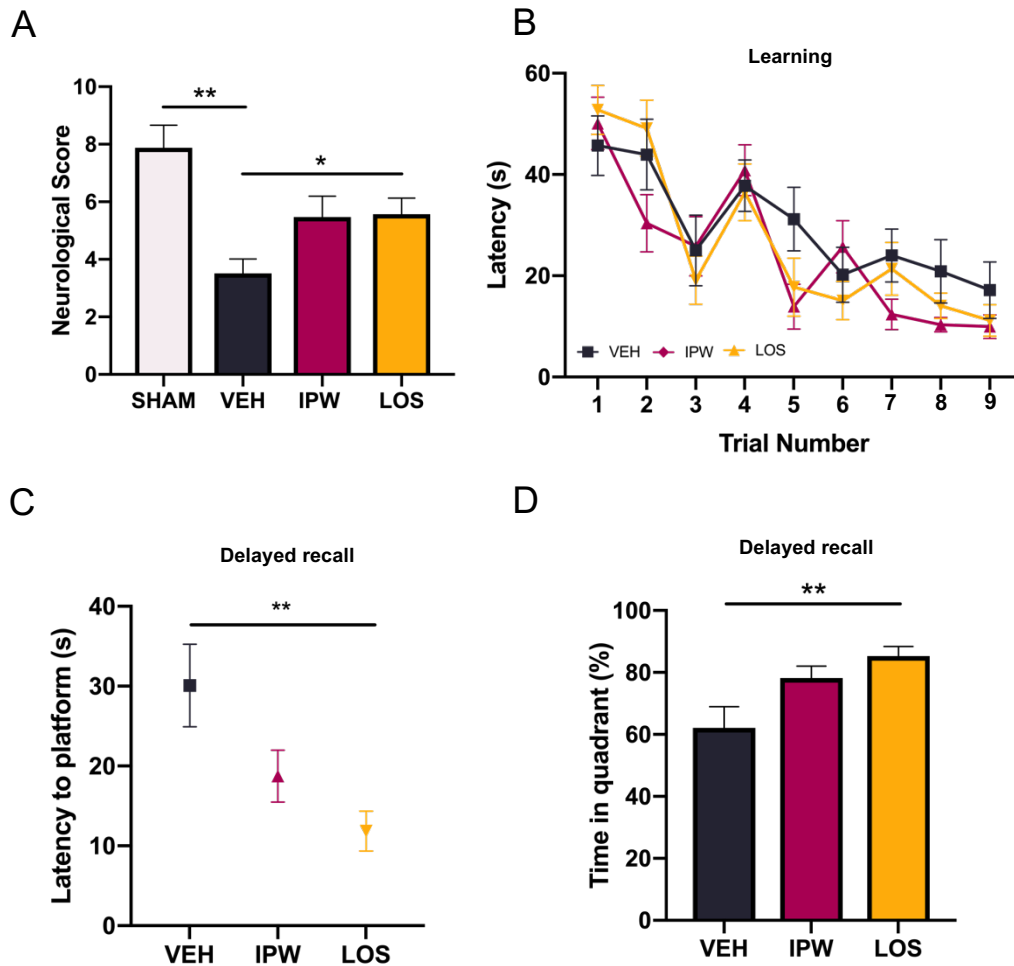 A
Neurological Score
10
8
6
4
2
0
**
*
SHAM VEH IPW LOS
B
Learning
Latency (s)
60
40
20
0
VEH IPW LOS
1 2 3 4 5 6 7 8 9
Trial Number
C
Delayed recall
Latency to platform (s)
40
30
20
10
0
**
VEH IPW LOS
D
Delayed recall
Time in quadrant (%)
100
80
60
40
20
0
**
VEH IPW LOS